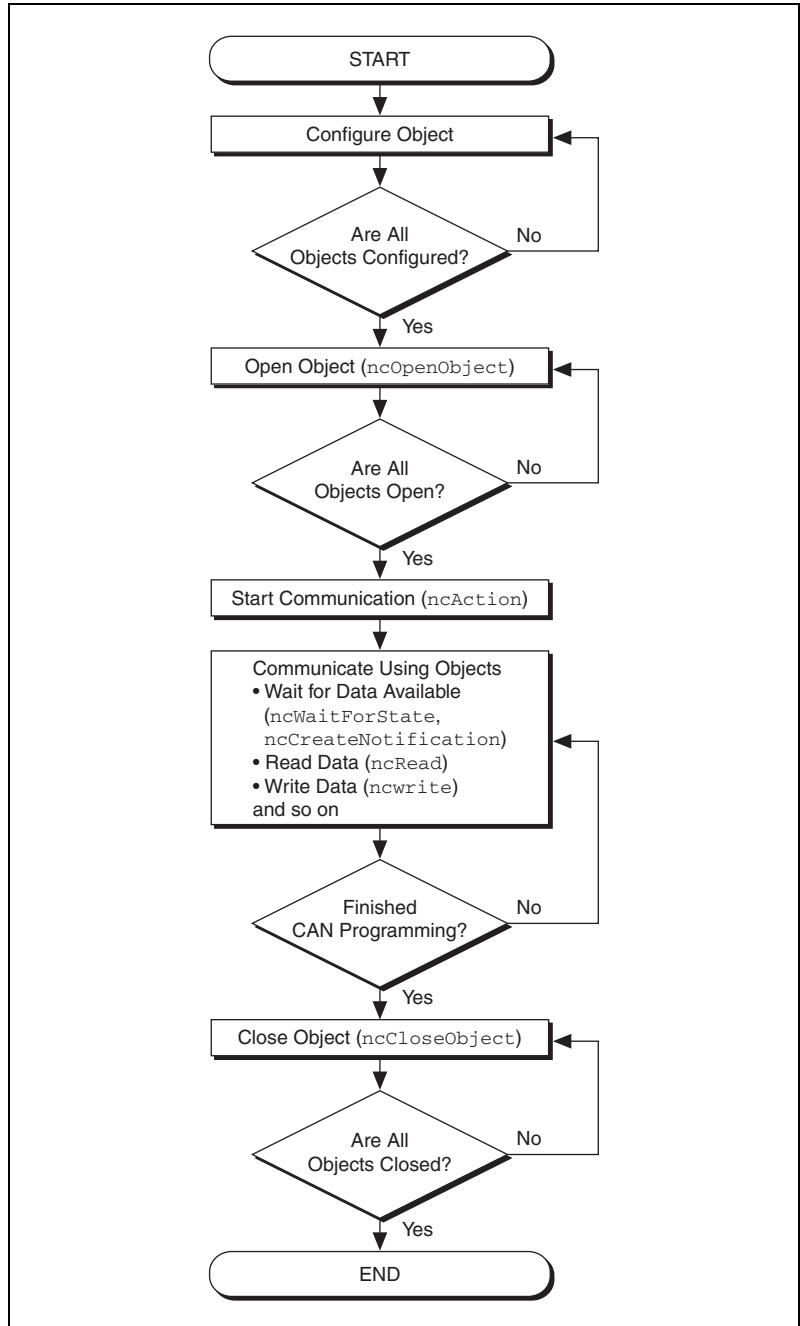 START
Configure Object
Are All
Objects Configured?
No
Yes
Open Object (ncOpenObject)
Are All
Objects Open?
No
Yes
Start Communication (ncAction)
Communicate Using Objects
• Wait for Data Available
(ncWaitForState,
ncCreateNotification)
• Read Data (ncRead)
• Write Data (ncwrite)
and so on
Finished
CAN Programming?
No
Yes
Close Object (ncCloseObject)
Are All
Objects Closed?
No
Yes
END